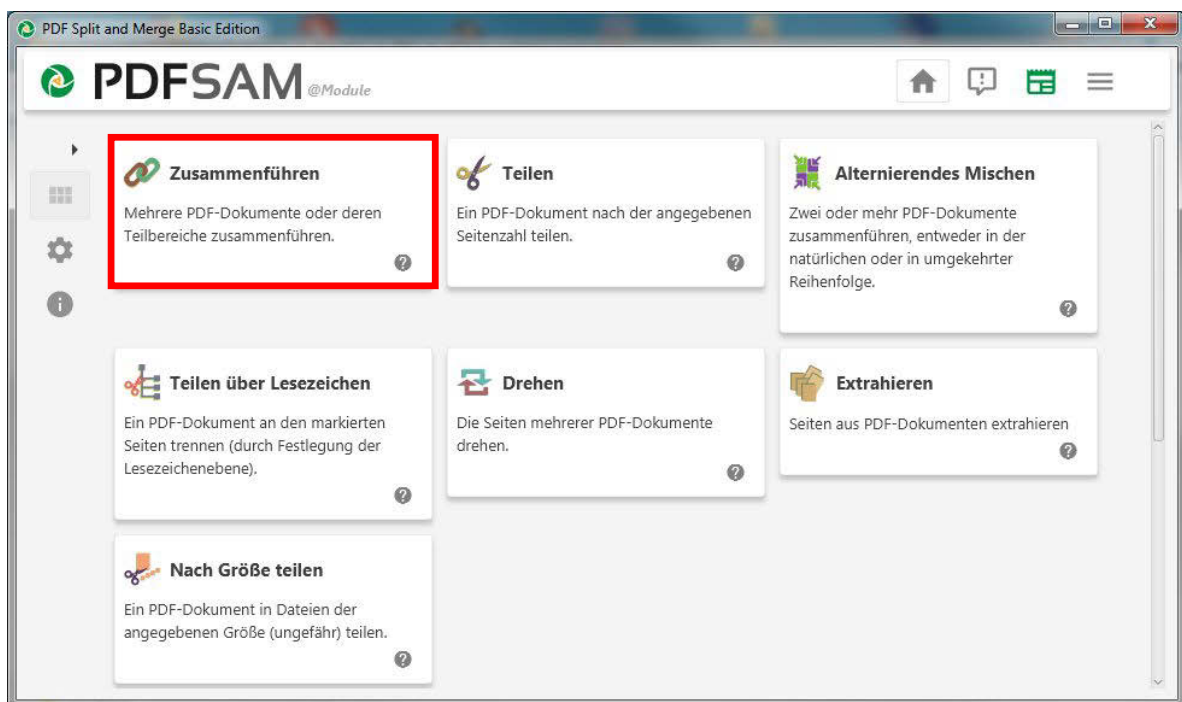 PDF Split and Merge Basic Edition
PDFSAM @Module
Zusammenführen
Mehrere PDF-Dokumente oder deren
Teilbereiche zusammenführen.
Teilen
Ein PDF-Dokument nach der angegebenen
Seitenzahl teilen.
Alternierendes Mischen
Zwei oder mehr PDF-Dokumente
zusammenführen, entweder in der
natürlichen oder in umgekehrter
Reihenfolge.
Teilen über Lesezeichen
Ein PDF-Dokument an den markierten
Seiten trennen (durch Festlegung der
Lesezeichenebene).
Drehen
Die Seiten mehrerer PDF-Dokumente
drehen.
Extrahieren
Seiten aus PDF-Dokumenten extrahieren
Nach Größe teilen
Ein PDF-Dokument in Dateien der
angegebenen Größe (ungefähr) teilen.